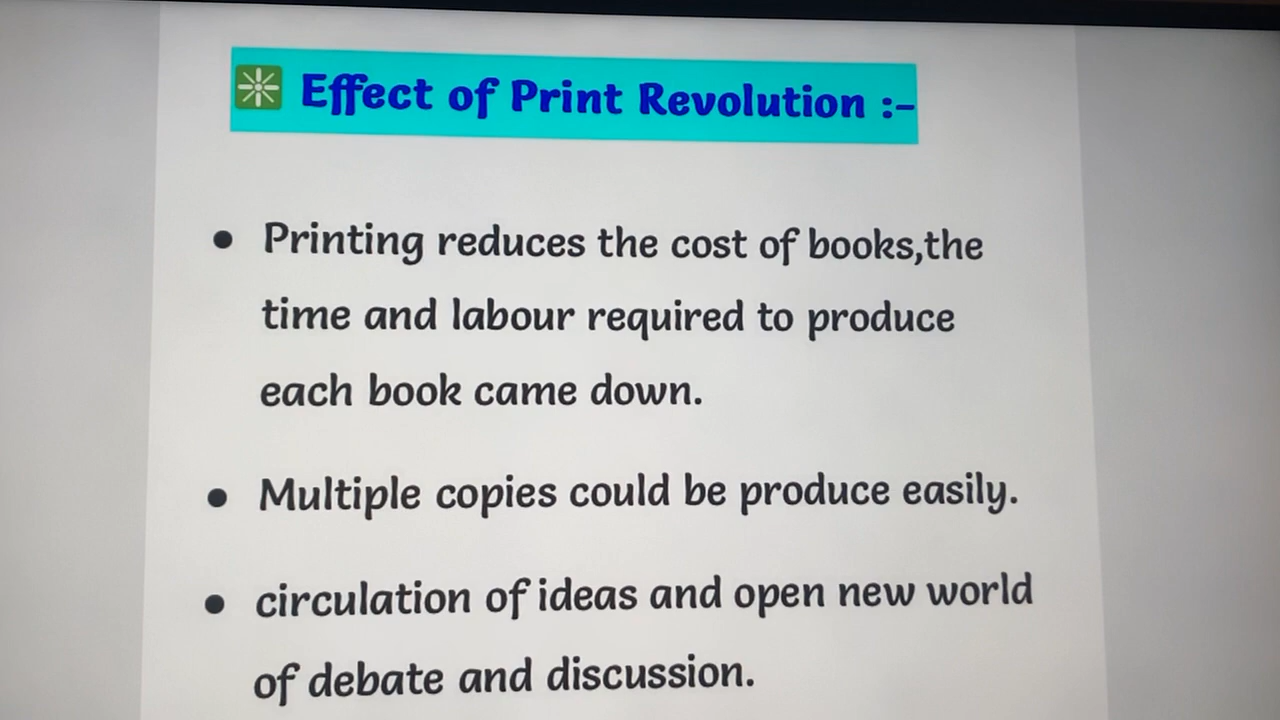 Effect of Print Revolution :-
• Printing reduces the cost of books,the
time and labour required to produce
each book came down.
• Multiple copies could be produce easily.
• circulation of ideas and open new world
of debate and discussion.